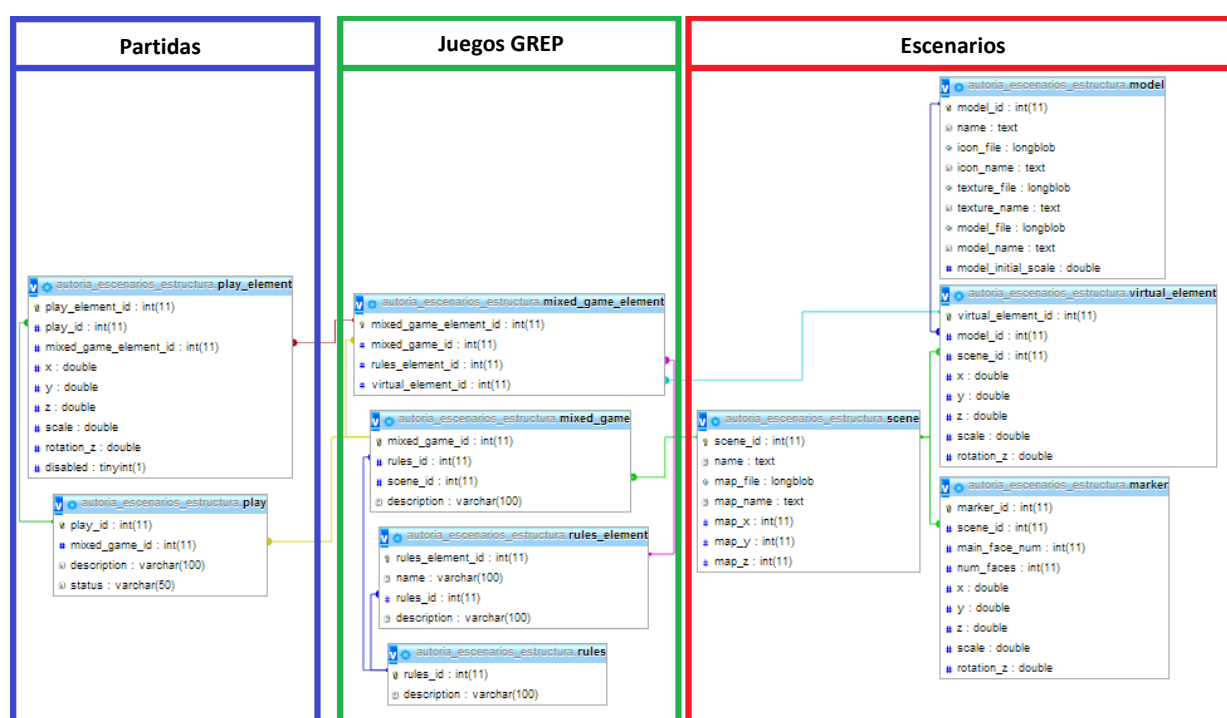 Partidas
autoria_escenarios_estructura.play_element
play_element_id : int(11)
play_id : int(11)
mixed_game_element_id : int(11)
x : double
y : double
z : double
scale : double
rotation_z : double
disabled : tinyint(1)
autoria_escenarios_estructura.play
play_id : int(11)
mixed_game_id : int(11)
description : varchar(100)
status : varchar(50)
Juegos GREP
autoria_escenarios_estructura.mixed_game_element
mixed_game_element_id : int(11)
mixed_game_id : int(11)
rules_element_id : int(11)
virtual_element_id : int(11)
autoria_escenarios_estructura.mixed_game
mixed_game_id : int(11)
rules_id : int(11)
scene_id : int(11)
description : varchar(100)
autoria_escenarios_estructura.rules_element
rules_element_id : int(11)
name : varchar(100)
rules_id : int(11)
description : varchar(100)
autoria_escenarios_estructura.rules
rules_id : int(11)
description : varchar(100)
Escenarios
autoria_escenarios_estructura.scene
scene_id : int(11)
name : text
map_file : longblob
map_name : text
map_x : int(11)
map_y : int(11)
map_z : int(11)
autoria_escenarios_estructura.model
model_id : int(11)
name : text
icon_file : longblob
icon_name : text
texture_file : longblob
texture_name : text
model_file : longblob
model_name : text
model_initial_scale : double
autoria_escenarios_estructura.virtual_element
virtual_element_id : int(11)
model_id : int(11)
scene_id : int(11)
x : double
y : double
z : double
scale : double
rotation_z : double
autoria_escenarios_estructura.marker
marker_id : int(11)
scene_id : int(11)
main_face_num : int(11)
num_faces : int(11)
x : double
y : double
z : double
scale : double
rotation_z : double